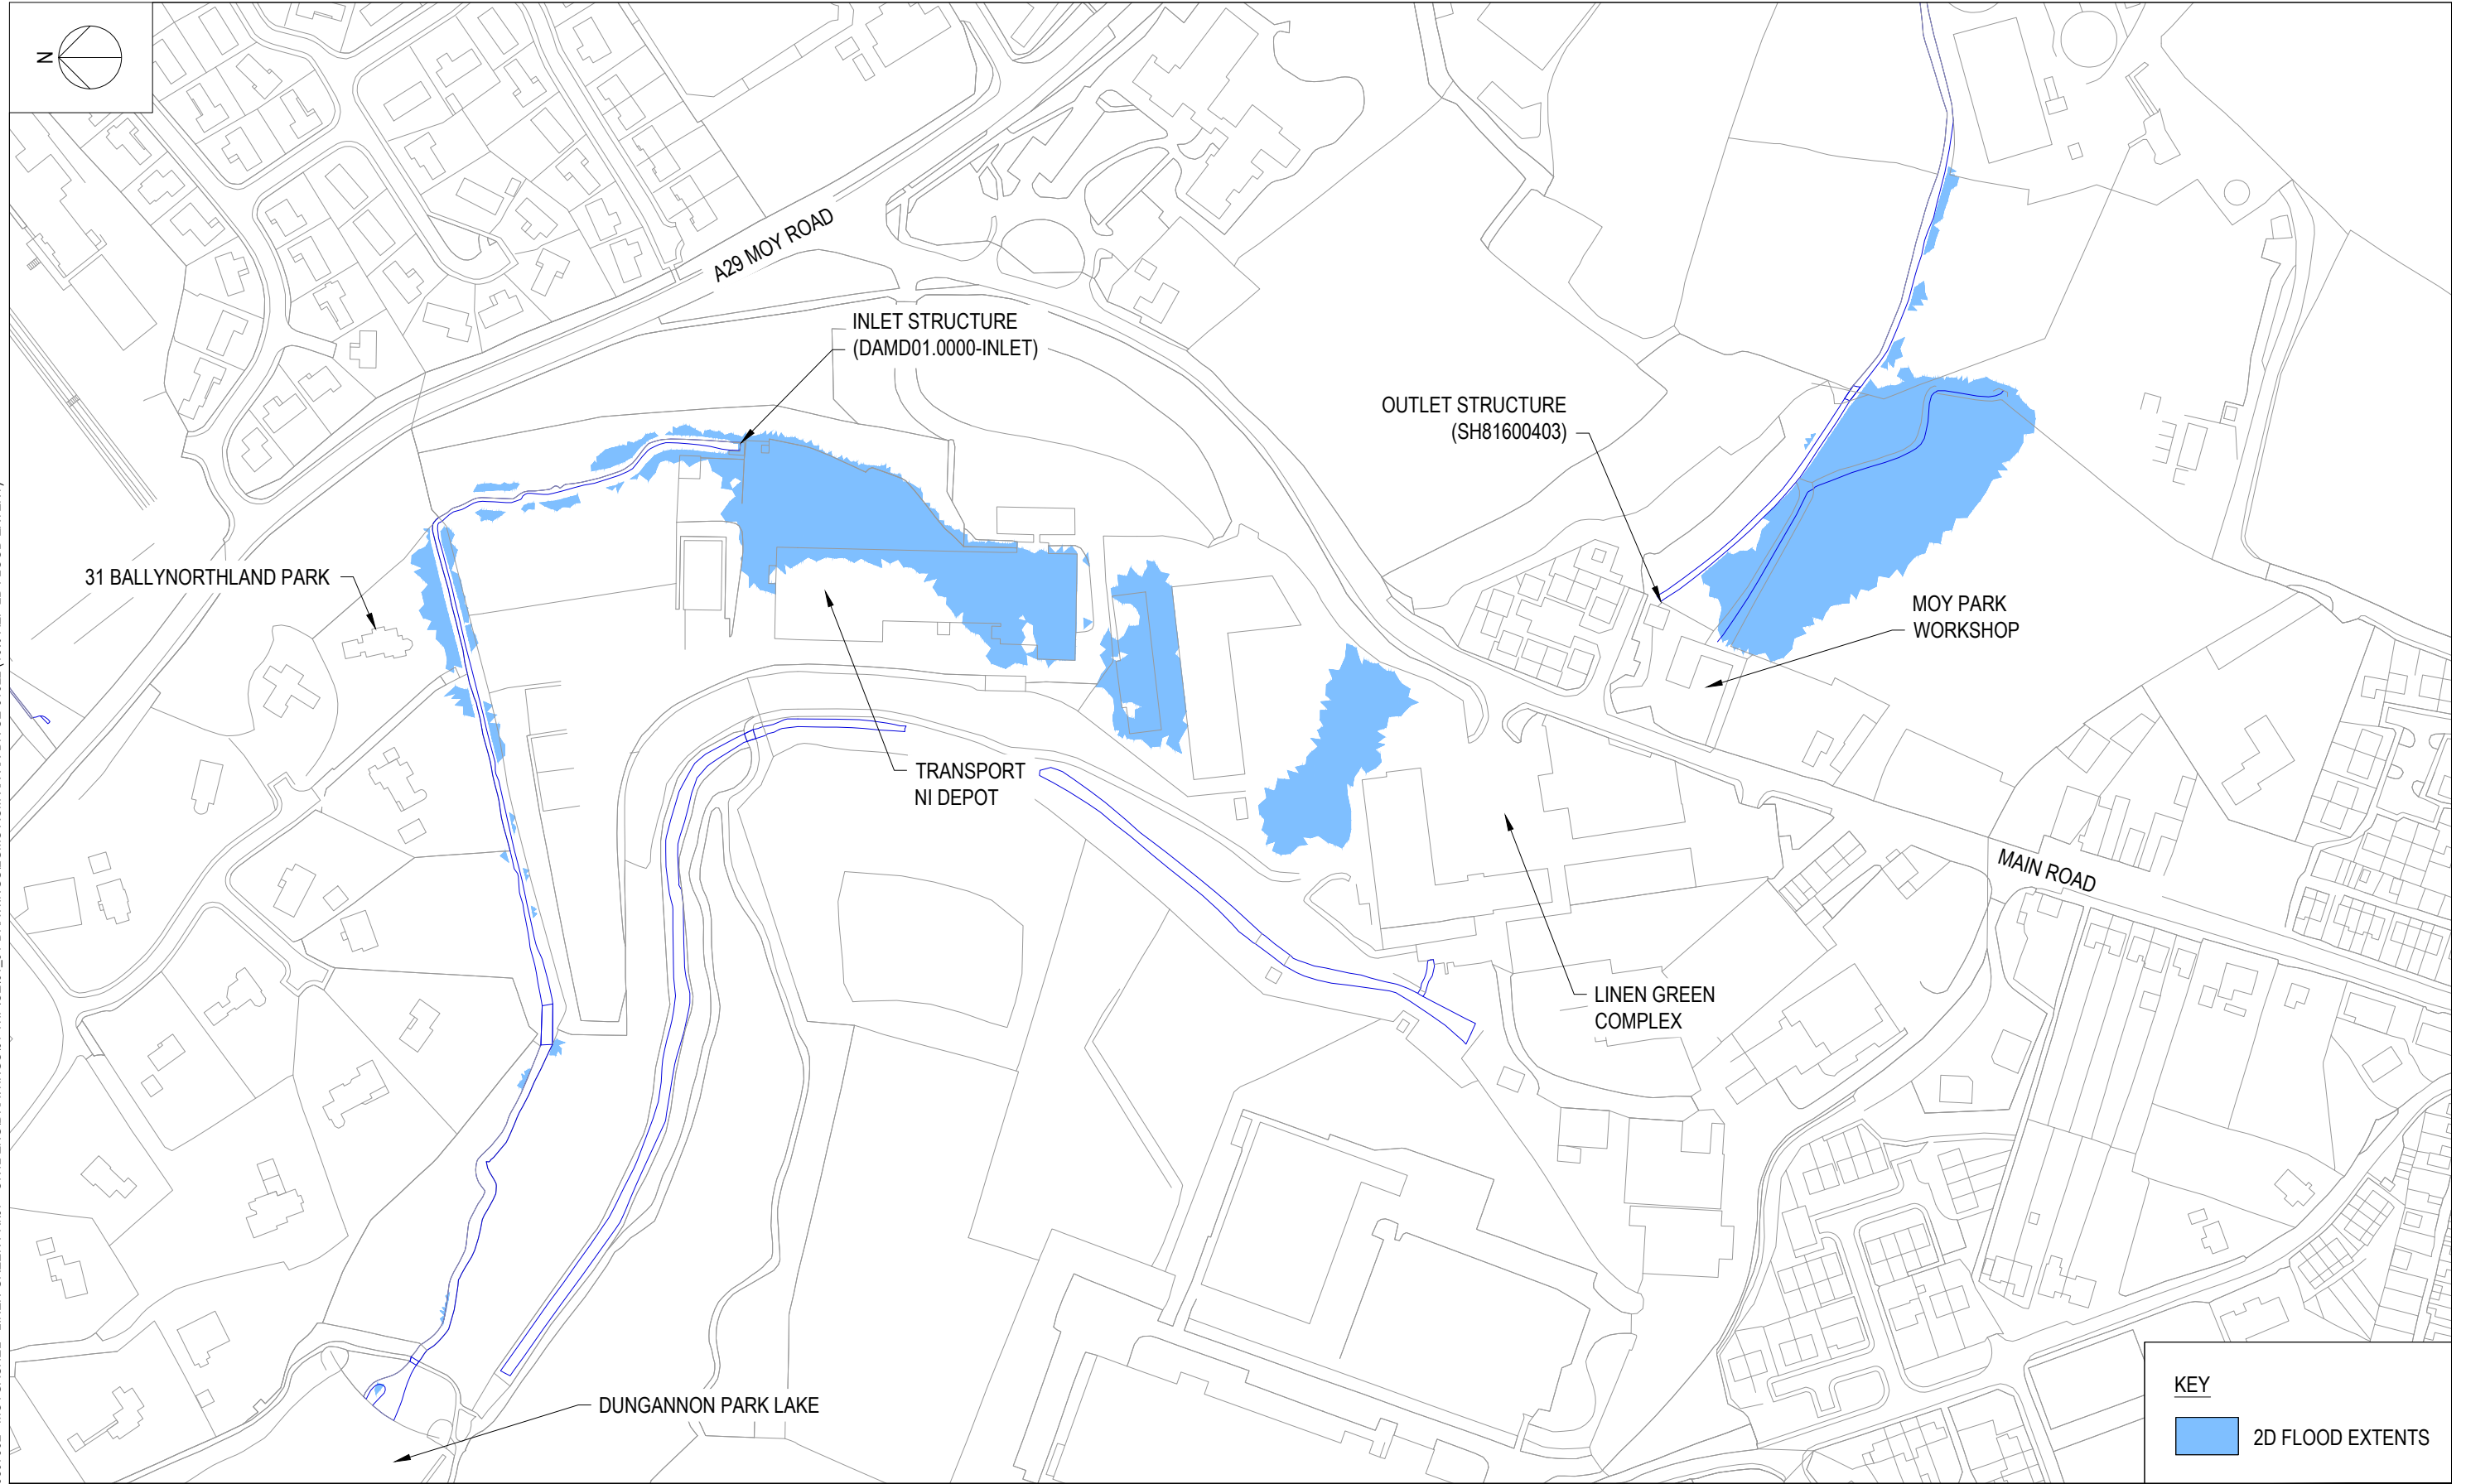 N
A29 MOY ROAD
INLET STRUCTURE
(DAMD01.0000-INLET)
OUTLET STRUCTURE
(SH81600403)
31 BALLYNORTHLAND PARK
MOY PARK
WORKSHOP
TRANSPORT
NI DEPOT
MAIN ROAD
LINEN GREEN
COMPLEX
DUNGANNON PARK LAKE
KEY
2D FLOOD EXTENTS